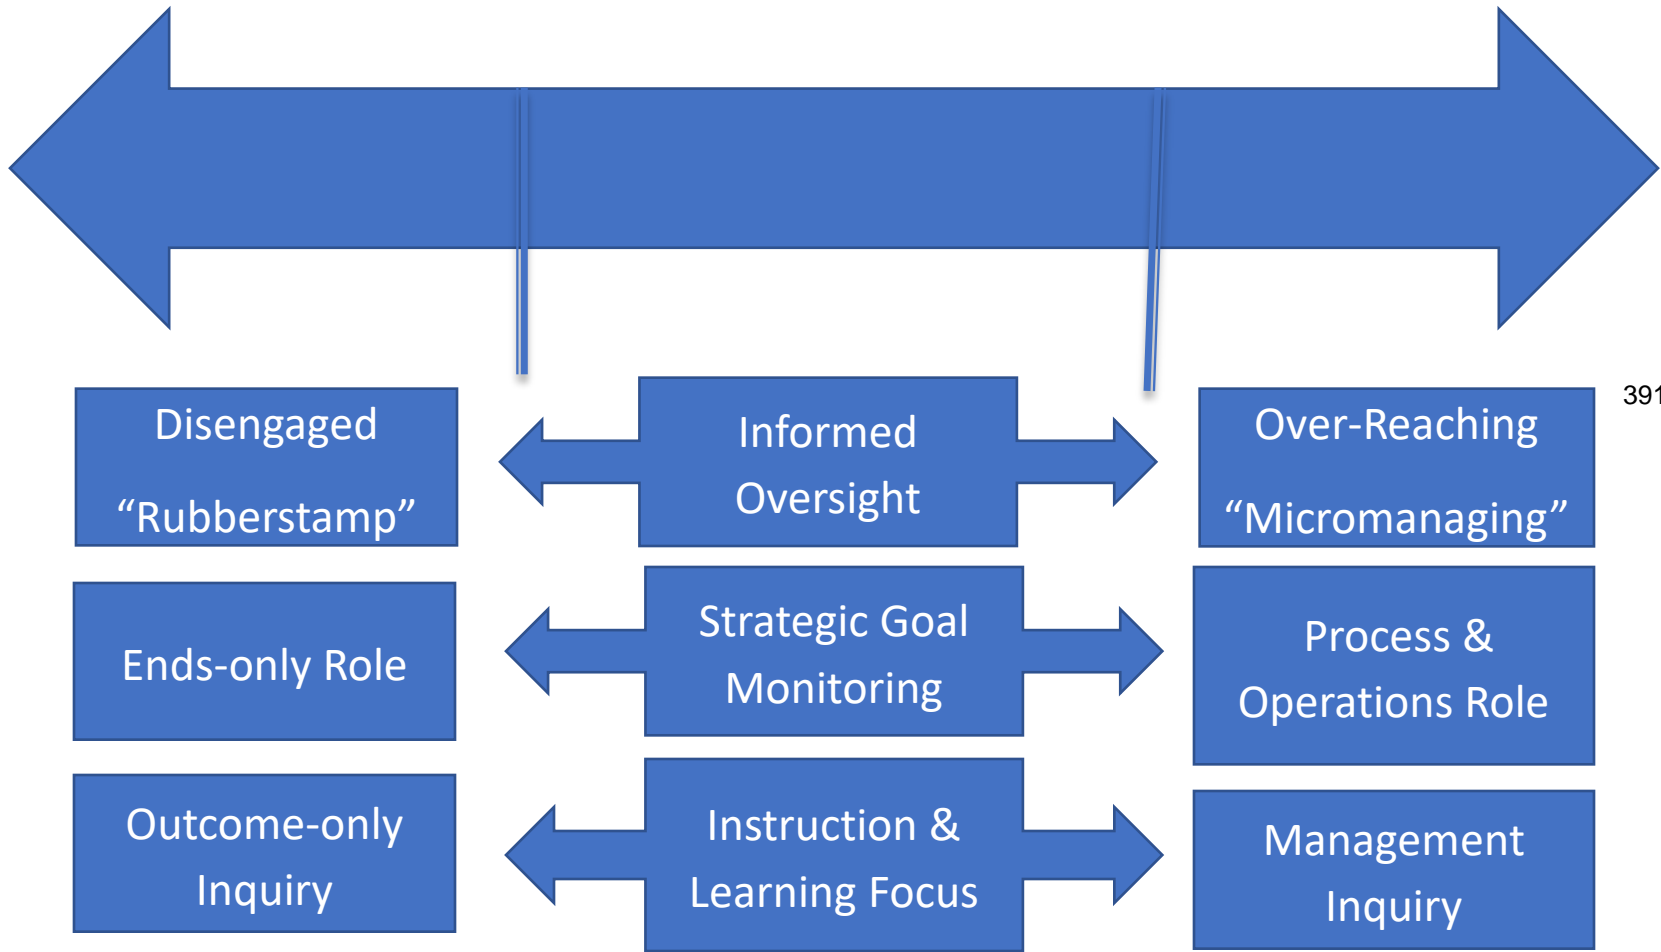 Disengaged
“Rubberstamp”
Informed
Oversight
Over-Reaching
“Micromanaging”
391
Ends-only Role
Strategic Goal
Monitoring
Process &
Operations Role
Outcome-only
Inquiry
Instruction &
Learning Focus
Management
Inquiry